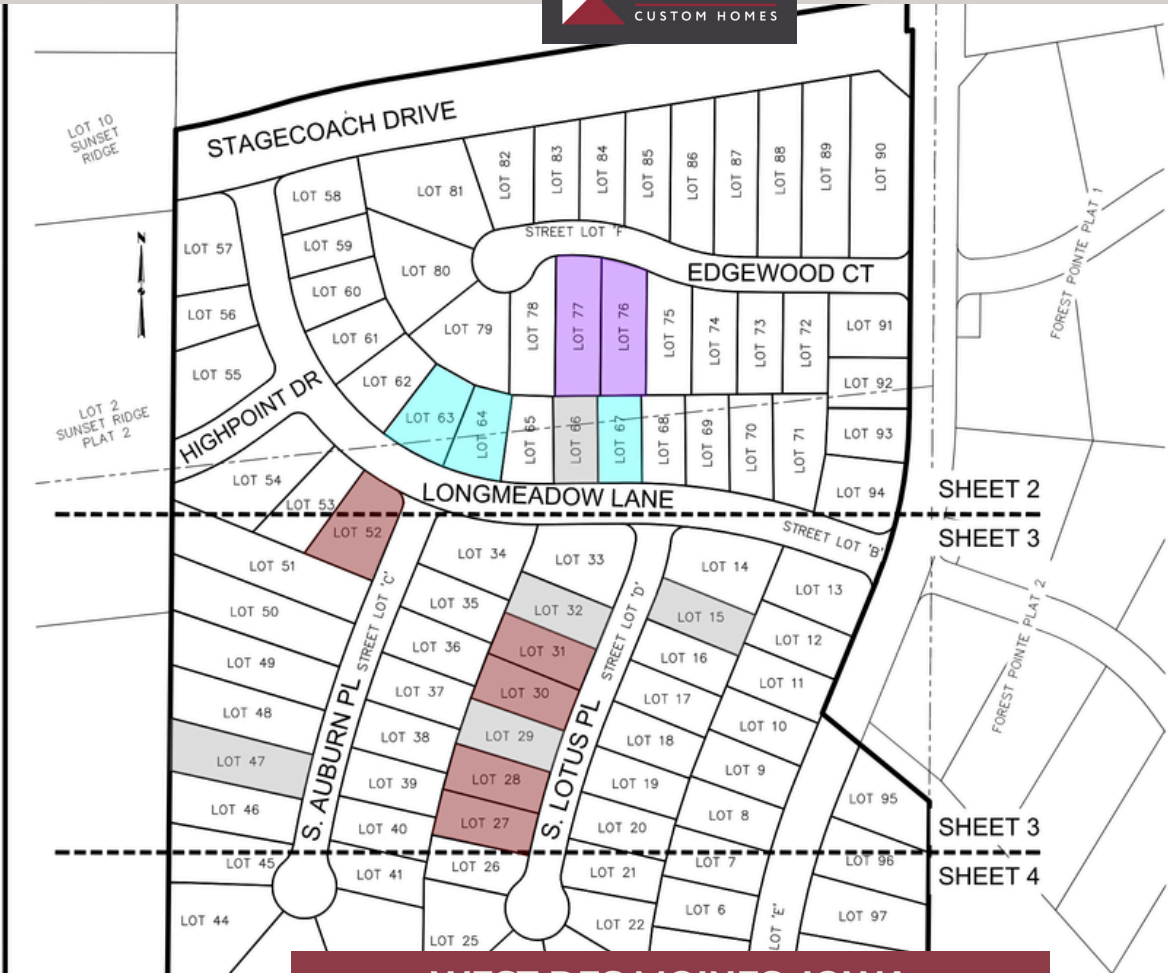 CUSTOM HOMES
STAGECOACH DRIVE
LOT 10
SUNSET
RIDGE
LOT 90
LOT 89
LOT 88
LOT 87
LOT 86
LOT 85
LOT 84
LOT 83
LOT 82
LOT 81
LOT 58
LOT 57
LOT 59
LOT 80
STREET LOT 'F'
EDGEWOOD CT
N
LOT 60
LOT 56
LOT 61
LOT 79
LOT 78
LOT 77
LOT 76
LOT 75
LOT 74
LOT 73
LOT 72
LOT 91
FOREST POINTE PLAT 1
LOT 55
LOT 62
LOT 92
HIGHPOINT DR
LOT 2
SUNSET RIDGE
PLAT 2
LOT 63
LOT 64
LOT 65
LOT 66
LOT 67
LOT 68
LOT 69
LOT 70
LOT 71
LOT 93
LOT 54
LOT 53
LOT 52
LONGMEADOW LANE
LOT 94
SHEET 2
SHEET 3
STREET LOT 'B'
LOT 51
LOT 34
LOT 33
LOT 14
LOT 13
STREET LOT 'C'
STREET LOT 'D'
LOT 50
LOT 35
LOT 32
LOT 15
LOT 12
LOT 49
LOT 36
LOT 31
LOT 16
LOT 11
FOREST POINTE PLAT 2
LOT 48
LOT 37
LOT 30
LOT 17
LOT 10
S. AUBURN PL
S. LOTUS PL
LOT 47
LOT 38
LOT 29
LOT 18
LOT 9
LOT 46
LOT 39
LOT 28
LOT 19
LOT 8
LOT 95
LOT 40
LOT 27
LOT 20
SHEET 3
SHEET 4
LOT 45
LOT 41
LOT 26
LOT 21
LOT 7
LOT 96
LOT 44
LOT 25
LOT 22
LOT 6
LOT 'E'
LOT 97
WEST DES MOINES, IOWA